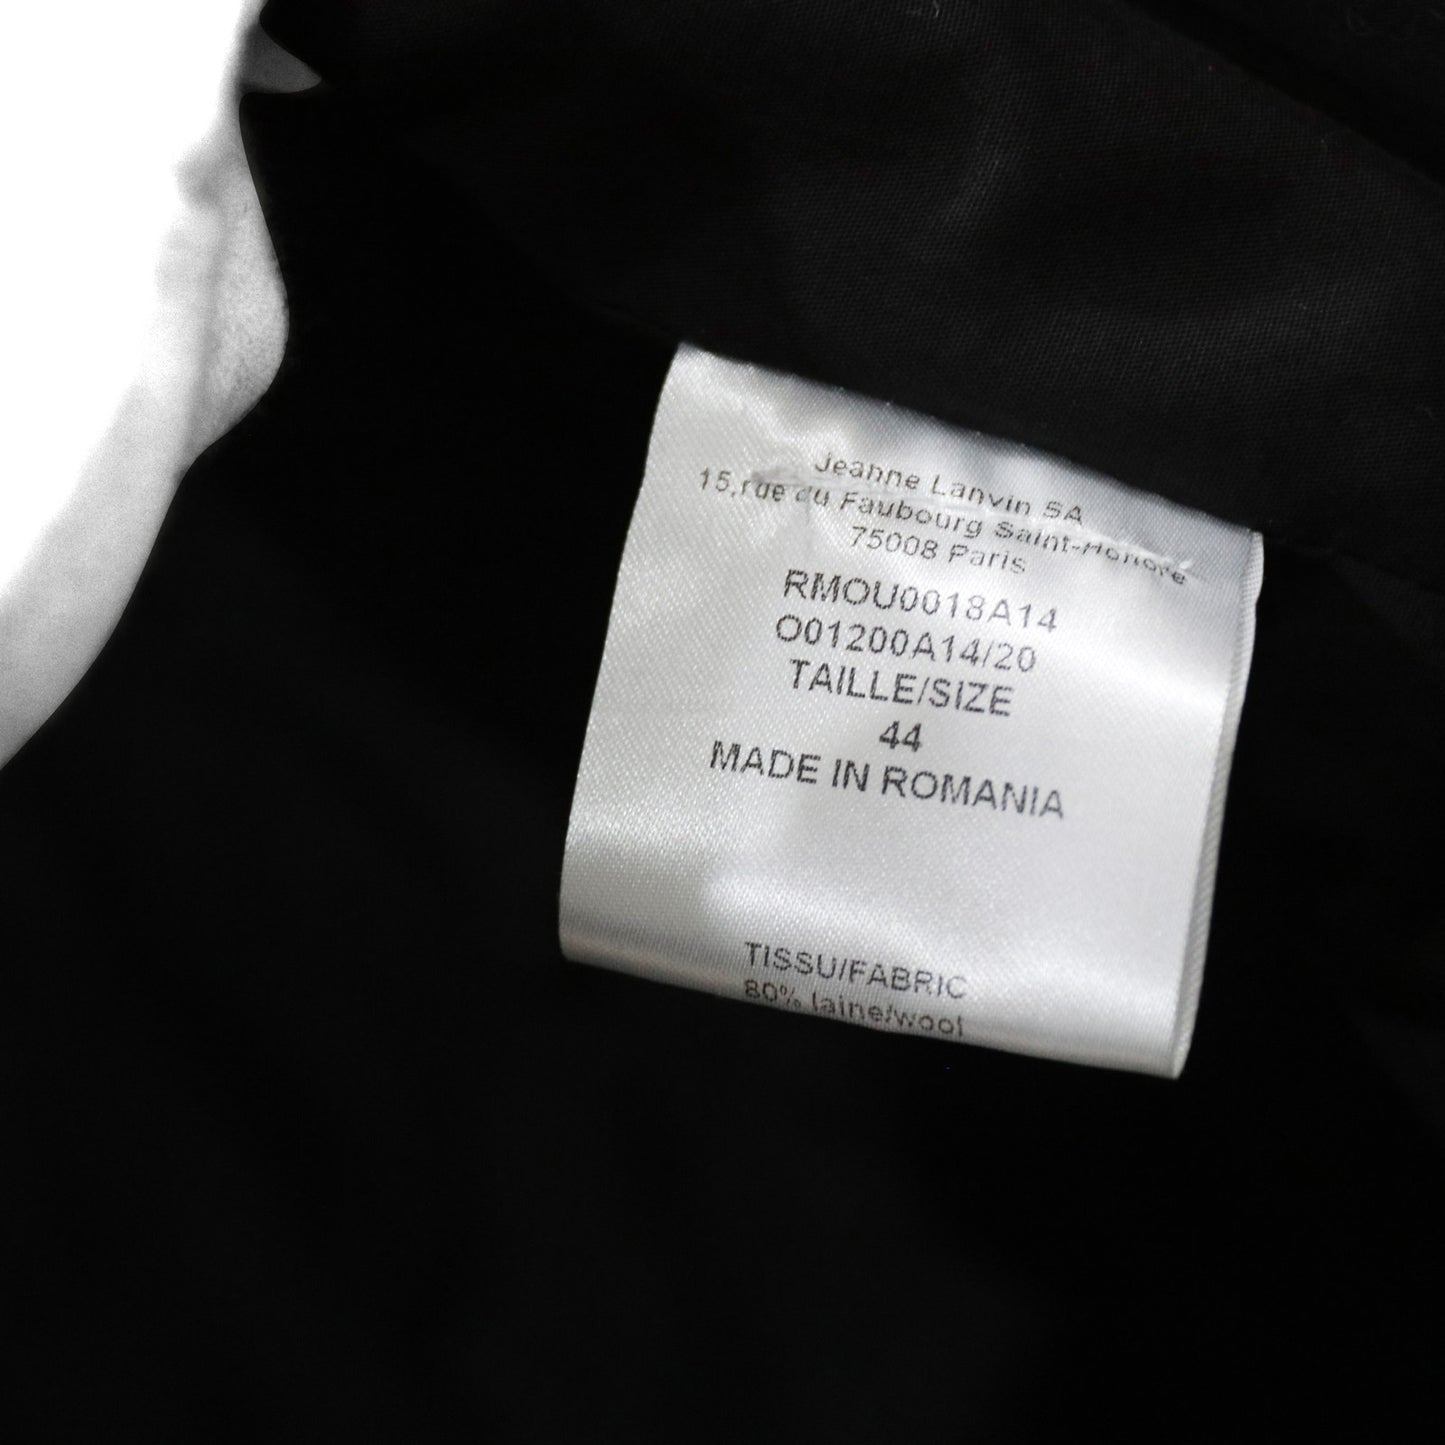 Jeanne Lanvin SA
15,rue du Faubourg Saint-Honore
75008 Paris
RMOU0018A14
O01200A14/20
TAILLE/SIZE
44
MADE IN ROMANIA
TISSU/FABRIC
80% laine/wool